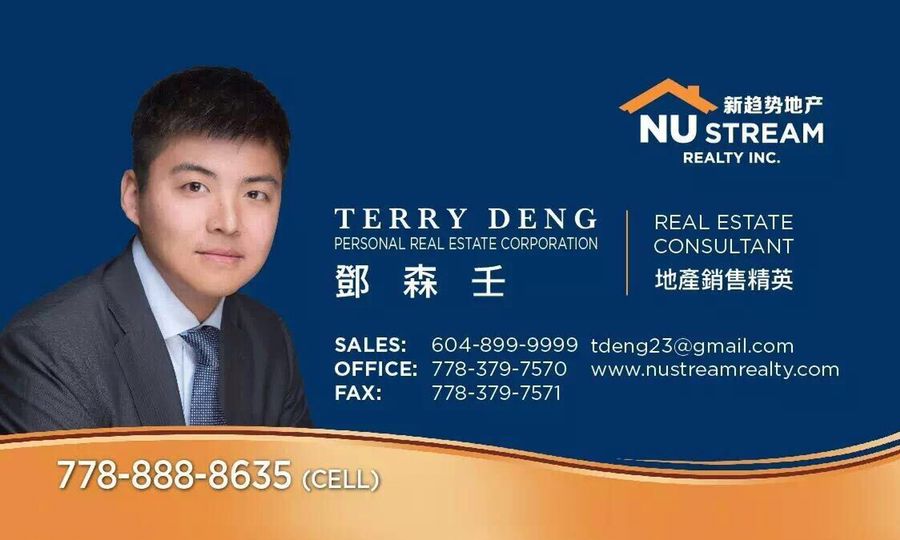 新趋势地产
NU STREAM
REALTY INC.
TERRY DENG
PERSONAL REAL ESTATE CORPORATION
鄧 森 壬
REAL ESTATE
CONSULTANT
地產銷售精英
SALES: 604-899-9999 tdeng23@gmail.com
OFFICE: 778-379-7570 www.nustreamrealty.com
FAX: 778-379-7571
778-888-8635 (CELL)